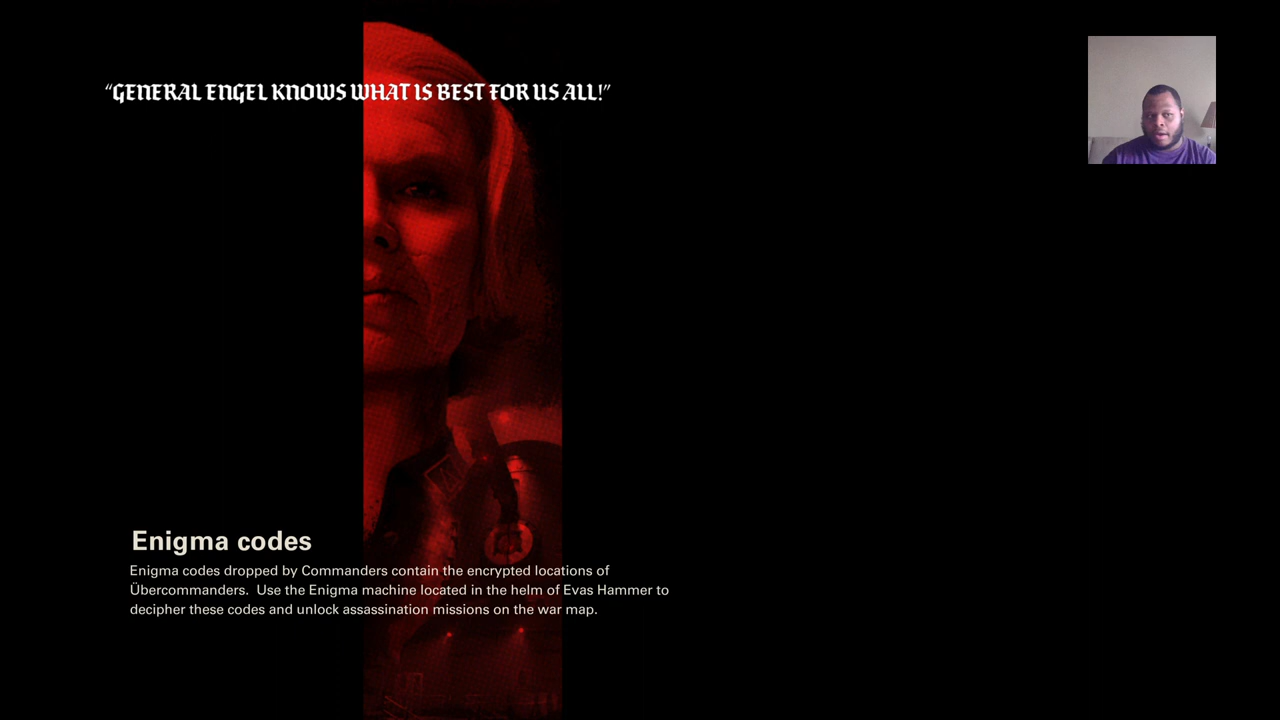 “GENERAL ENGEL KNOWS WHAT IS BEST FOR US ALL!”
Enigma codes
Enigma codes dropped by Commanders contain the encrypted locations of
Übercommanders.  Use the Enigma machine located in the helm of Evas Hammer to
decipher these codes and unlock assassination missions on the war map.